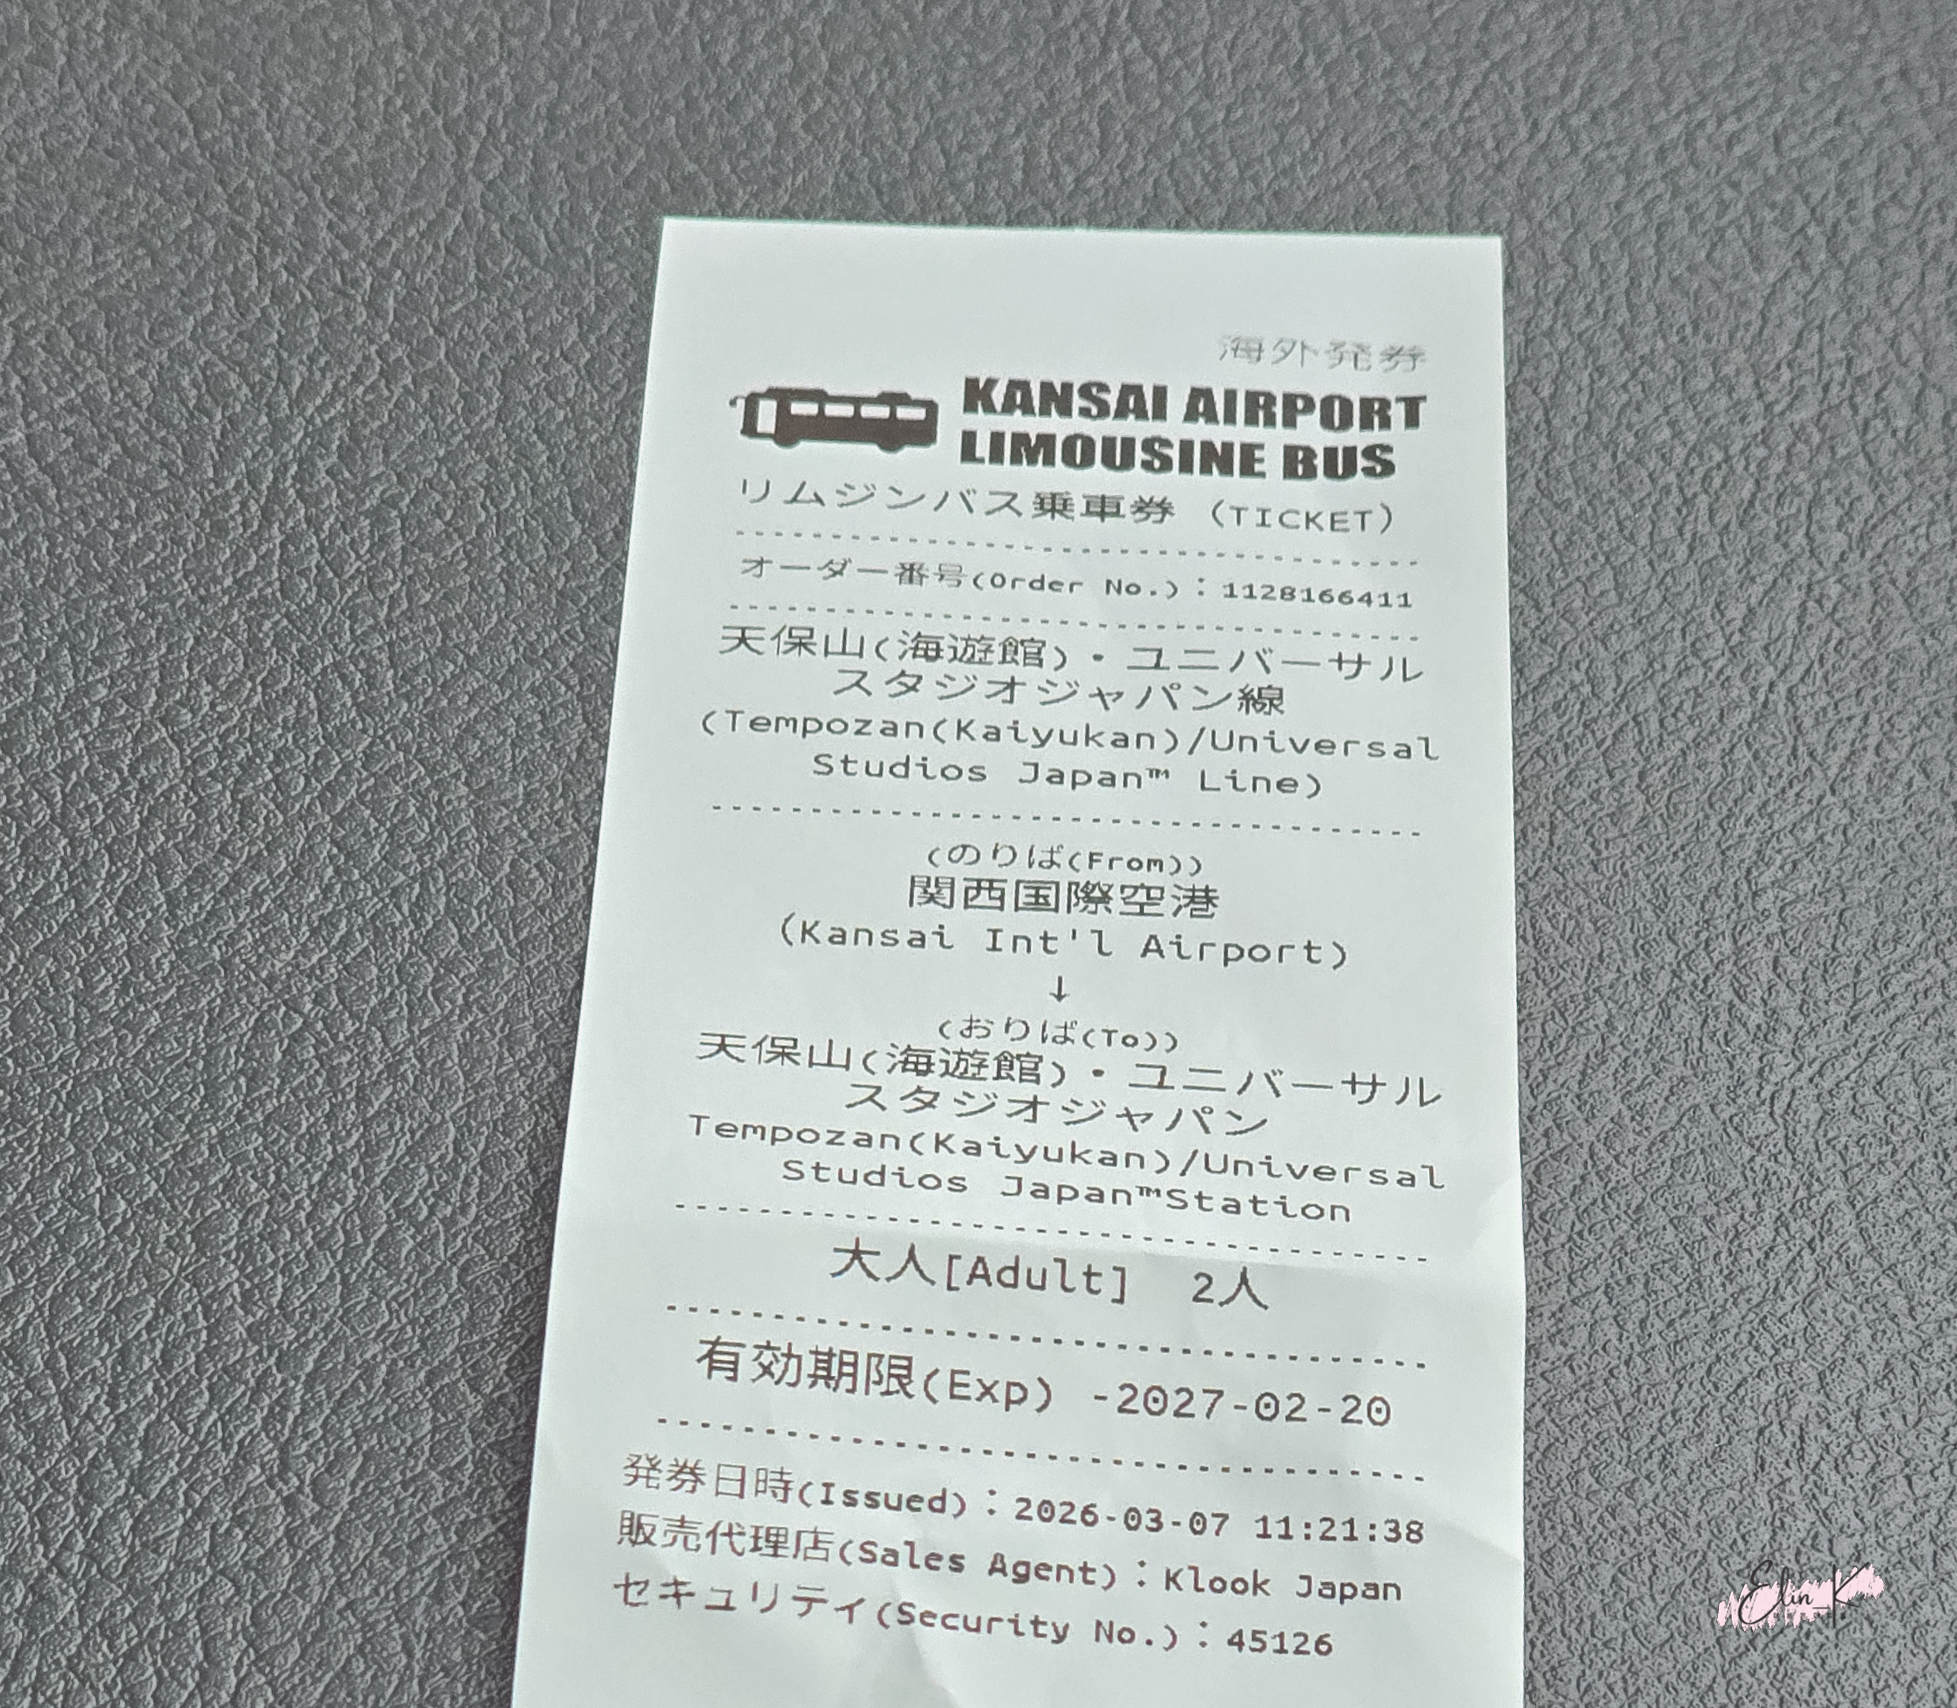 海外発券
KANSAI AIRPORT
LIMOUSINE BUS
リムジンバス乗車券 (TICKET)
オーダー番号(Order No.):1128166411
天保山(海遊館)・ユニバーサル
スタジオジャパン線
(Tempozan(Kaiyukan)/Universal
Studios Japan™ Line)
(のりば(From))
関西国際空港
(Kansai Int'l Airport)
↓
(おりば(To))
天保山(海遊館)・ユニバーサル
スタジオジャパン
Tempozan(Kaiyukan)/Universal
Studios Japan™Station
大人[Adult] 2人
有効期限(Exp) -2027-02-20
発券日時(Issued):2026-03-07 11:21:38
販売代理店(Sales Agent):Klook Japan
セキュリティ(Security No.):45126
Elin K.